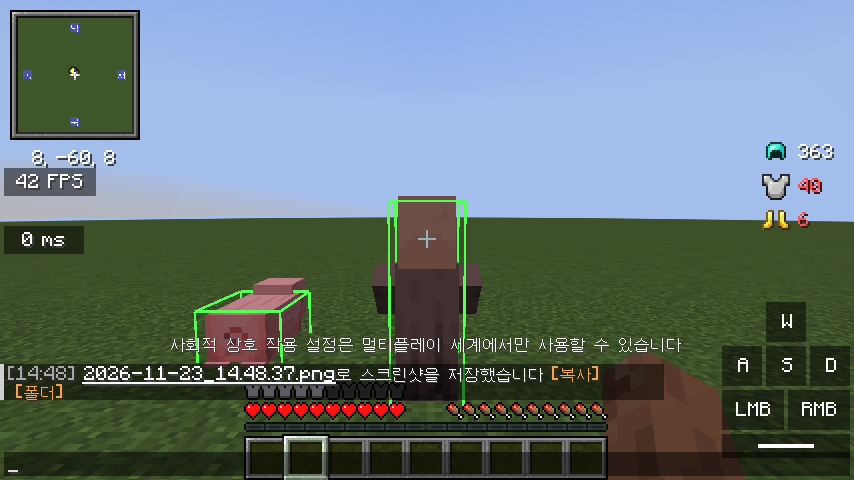 8, -60, 8
42 FPS
0 ms
363
40
6
사회적 상호 작용 설정은 멀티플레이 세계에서만 사용할 수 있습니다
[14:48] 2026-11-23_14.48.37.png로 스크린샷을 저장했습니다 [복사]
[폴더]
W
A S D
LMB RMB
_